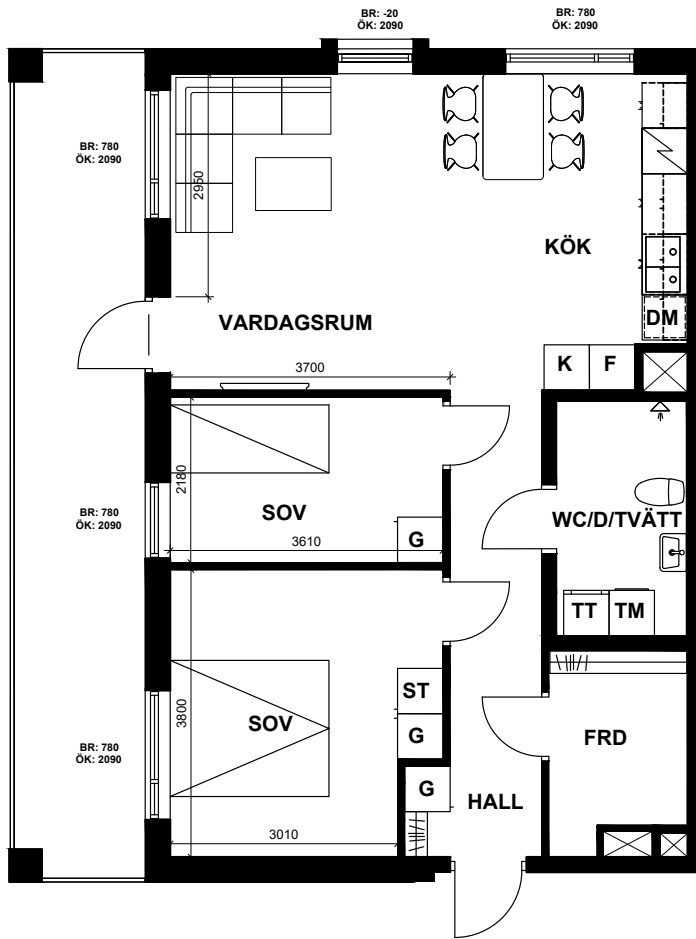 BR: -20
ÖK: 2090
BR: 780
ÖK: 2090
BR: 780
ÖK: 2090
2950
KÖK
VARDAGSRUM
DM
3700
K
F
2180
SOV
BR: 780
ÖK: 2090
WC/D/TVÄTT
3610
G
TT
TM
ST
3800
SOV
G
FRD
BR: 780
ÖK: 2090
G
HALL
3010